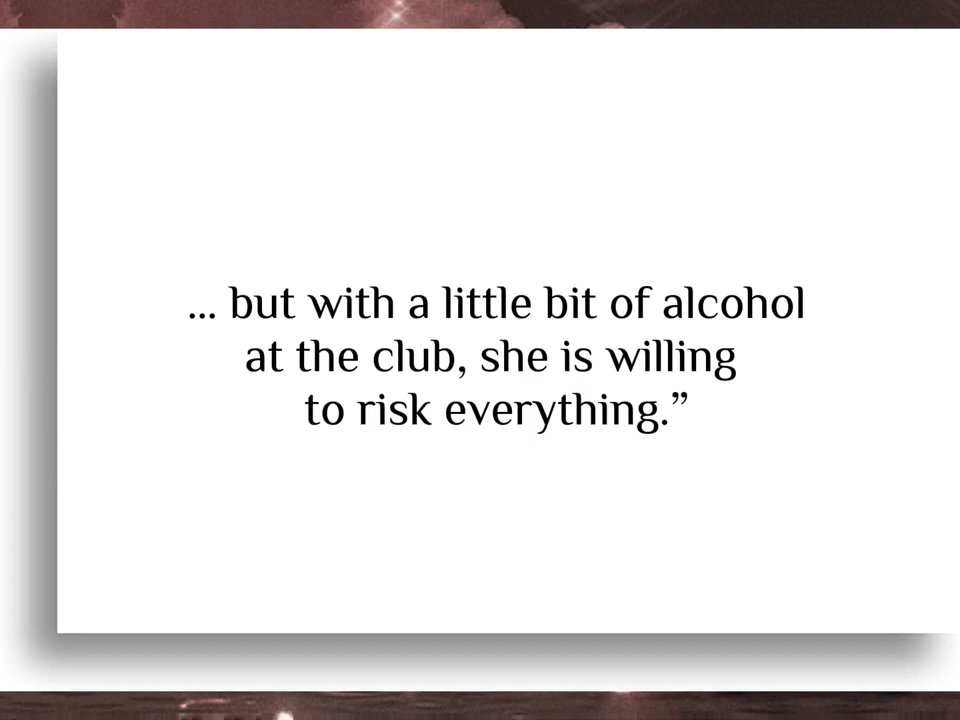 ... but with a little bit of alcohol
at the club, she is willing
to risk everything.”